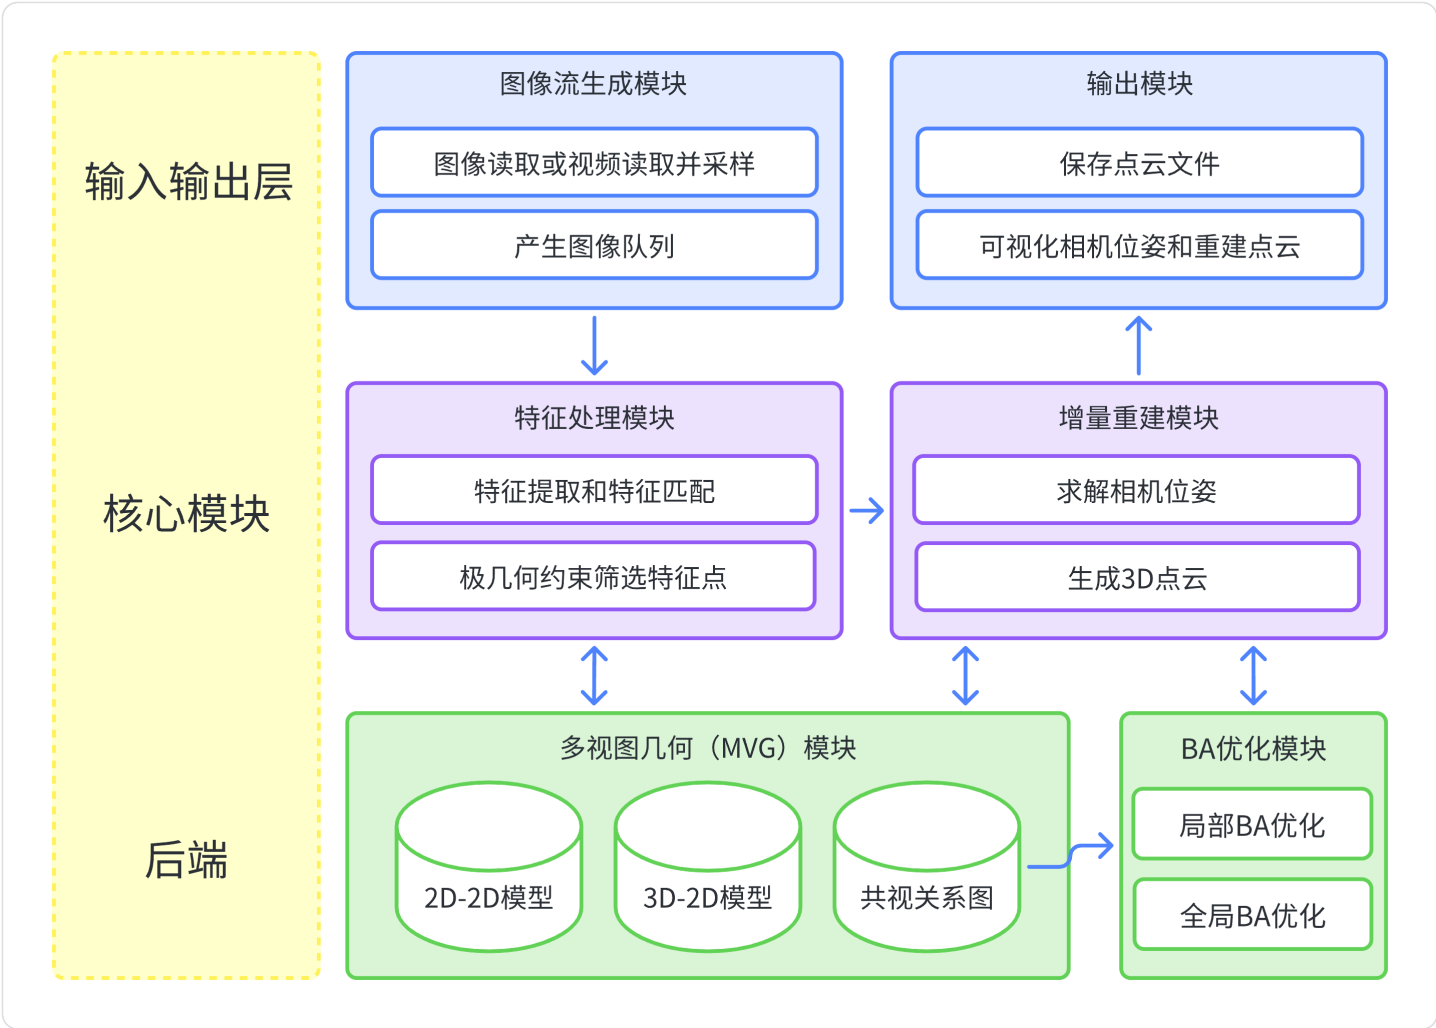 输入输出层
图像流生成模块
图像读取或视频读取并采样
产生图像队列
输出模块
保存点云文件
可视化相机位姿和重建点云
核心模块
特征处理模块
特征提取和特征匹配
极几何约束筛选特征点
增量重建模块
求解相机位姿
生成3D点云
后端
多视图几何（MVG）模块
2D-2D模型
3D-2D模型
共视关系图
BA优化模块
局部BA优化
全局BA优化